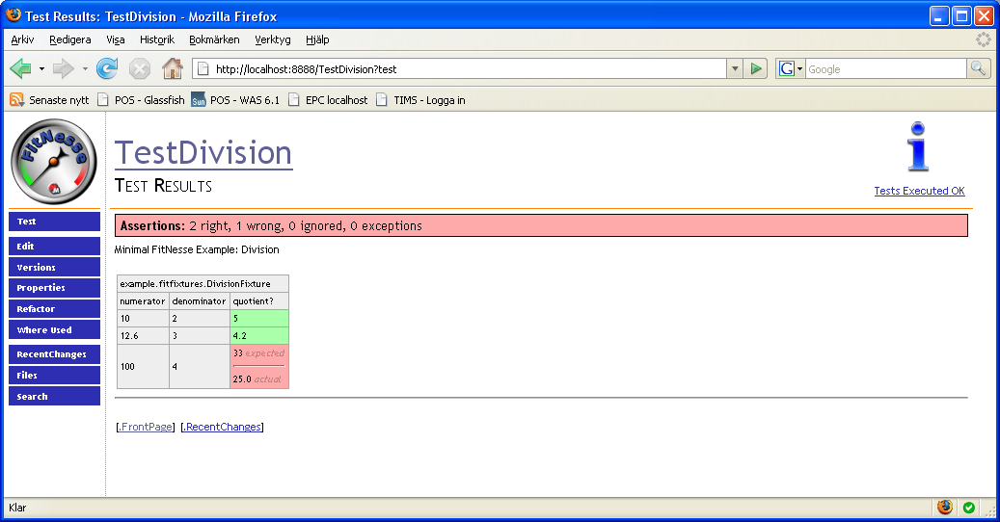 Test Results: TestDivision - Mozilla Firefox
Arkiv Redigera Visa Historik Bokmärken Verktyg Hjälp
http://localhost:8888/TestDivision?test
G Google
Senaste nytt POS - Glassfish Sun POS - WAS 6.1 EPC localhost TIMS - Logga in
FitNesse
TestDivision
TEST RESULTS
Tests Executed OK
Test
Edit
Versions
Properties
Refactor
Where Used
RecentChanges
Files
Search
Assertions: 2 right, 1 wrong, 0 ignored, 0 exceptions
Minimal FitNesse Example: Division
example.fitfixtures.DivisionFixture
numerator denominator quotient?
10 2 5
12.6 3 4.2
100 4 33 expected
25.0 actual
[.FrontPage] [.RecentChanges]
Klar